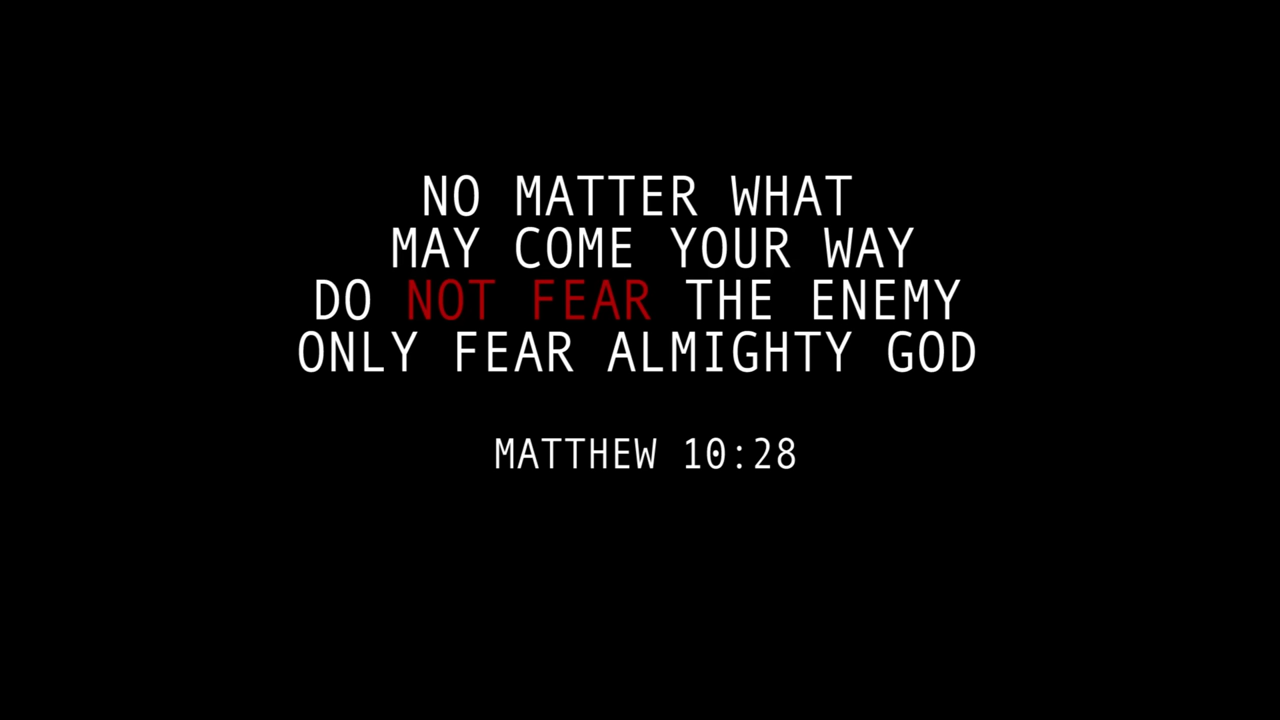 NO MATTER WHAT
MAY COME YOUR WAY
DO NOT FEAR THE ENEMY
ONLY FEAR ALMIGHTY GOD
MATTHEW 10:28